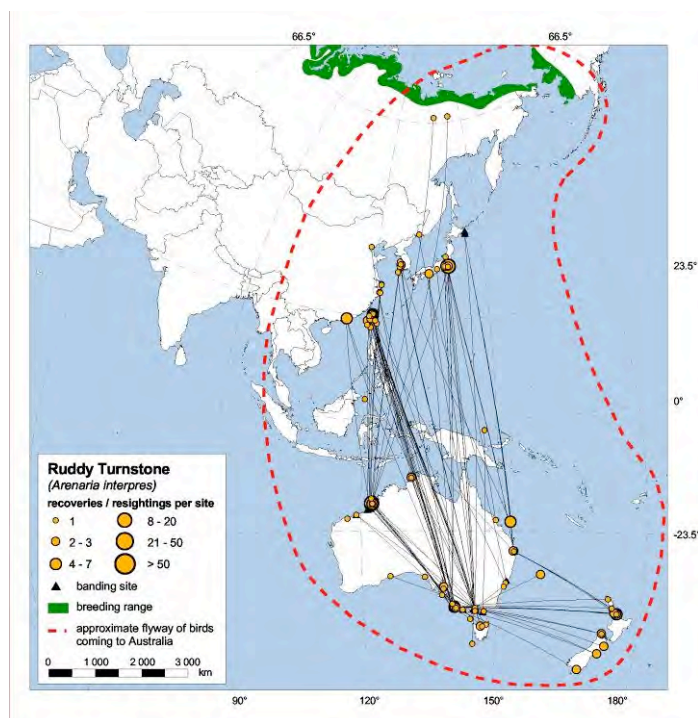 66.5°
66.5°
23.5°
0°
-23.5°
Ruddy Turnstone
(Arenaria interpres)
recoveries / resightings per site
1
8 - 20
2 - 3
21 - 50
4 - 7
> 50
banding site
breeding range
approximate flyway of birds
coming to Australia
0 1 000 2 000 3 000
km
90°
120°
150°
180°